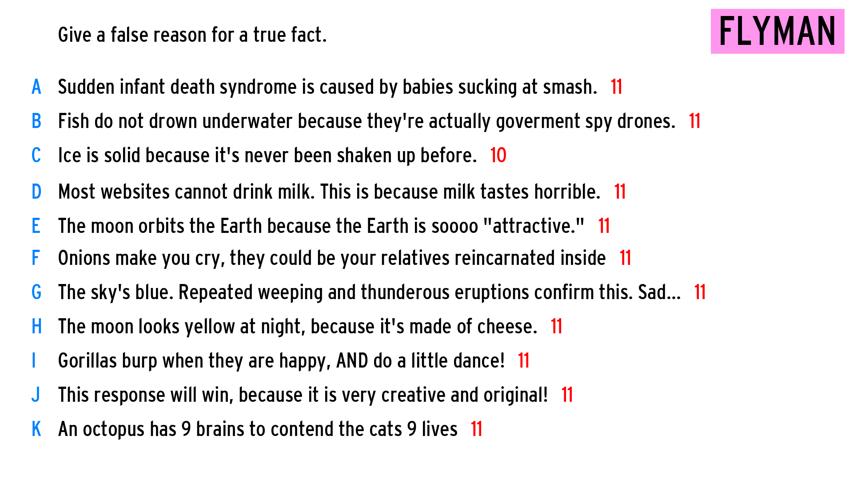 Give a false reason for a true fact.
FLYMAN
A Sudden infant death syndrome is caused by babies sucking at smash. 11
B Fish do not drown underwater because they're actually goverment spy drones. 11
C Ice is solid because it's never been shaken up before. 10
D Most websites cannot drink milk. This is because milk tastes horrible. 11
E The moon orbits the Earth because the Earth is soooo "attractive." 11
F Onions make you cry, they could be your relatives reincarnated inside 11
G The sky's blue. Repeated weeping and thunderous eruptions confirm this. Sad... 11
H The moon looks yellow at night, because it's made of cheese. 11
I Gorillas burp when they are happy, AND do a little dance! 11
J This response will win, because it is very creative and original! 11
K An octopus has 9 brains to contend the cats 9 lives 11